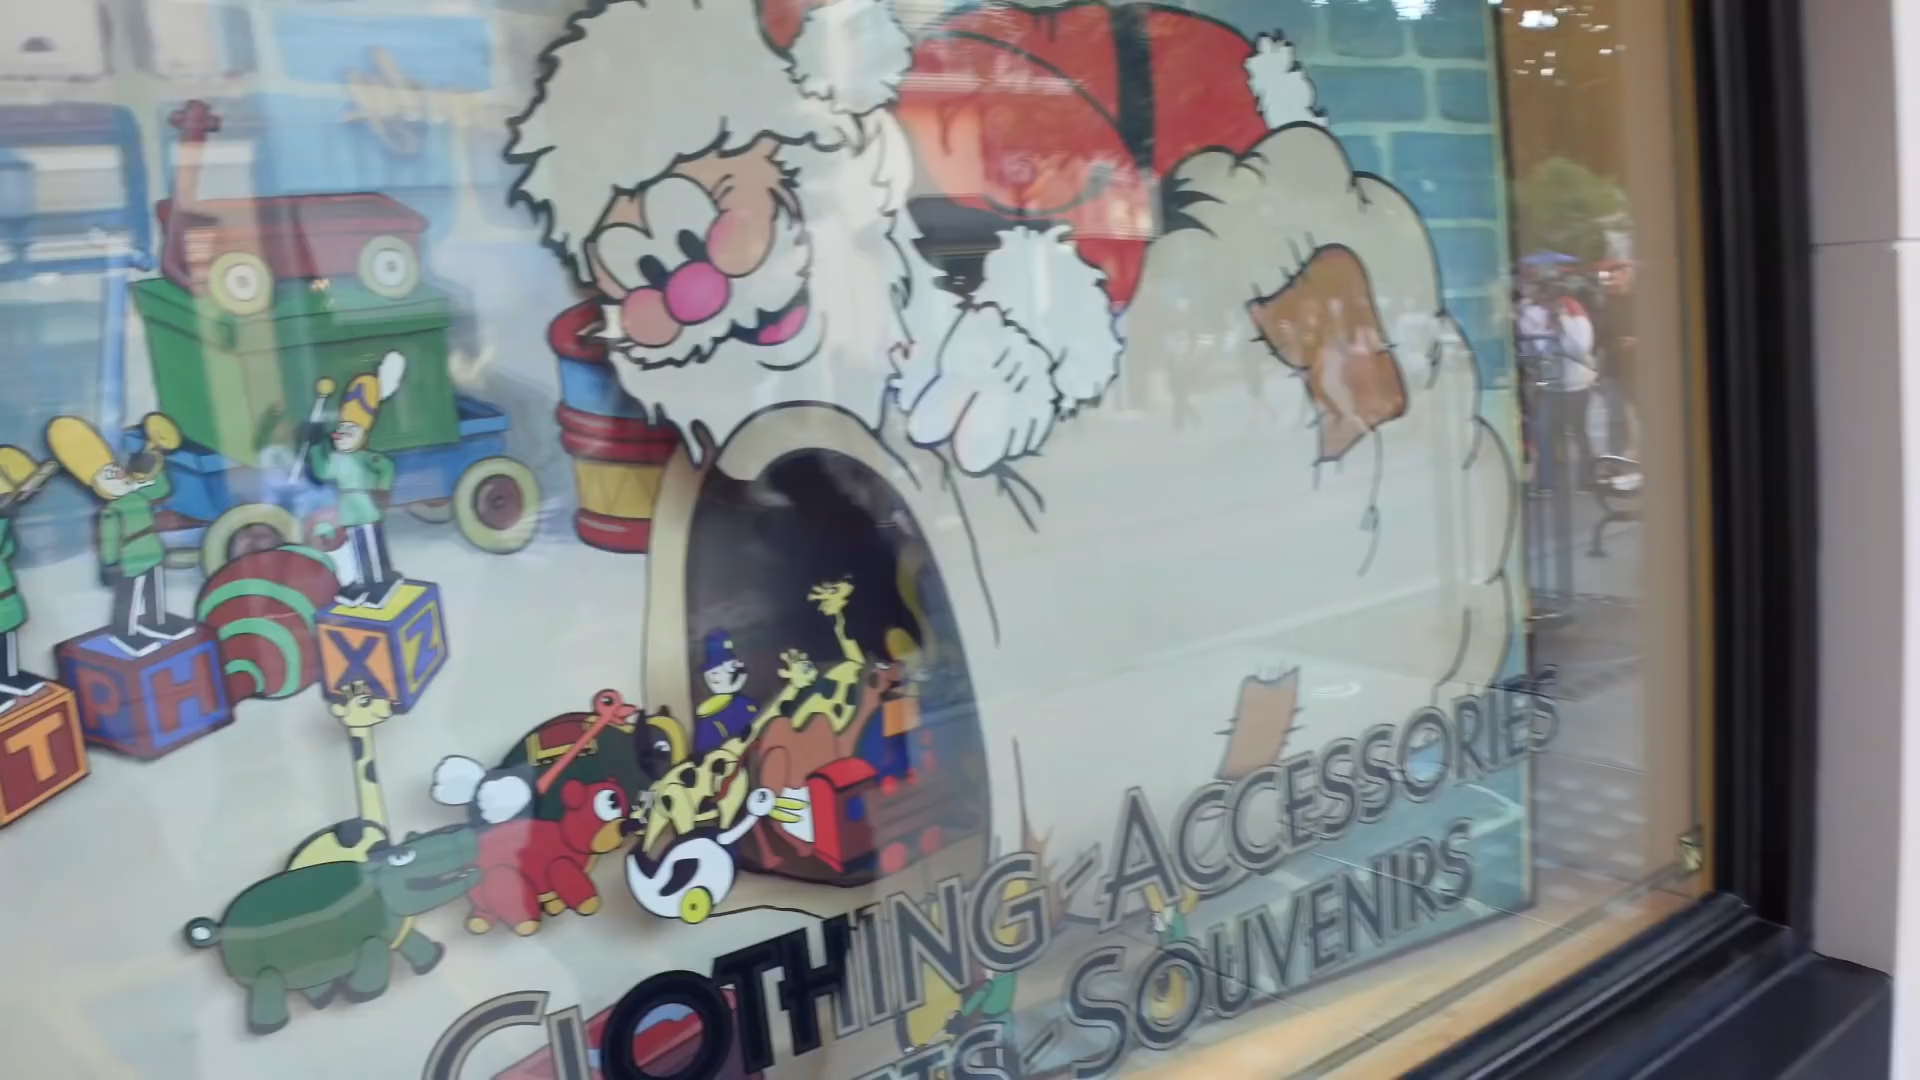 X Z
P H
T
CLOTHING-ACCESSORIES
-SOUVENIRS